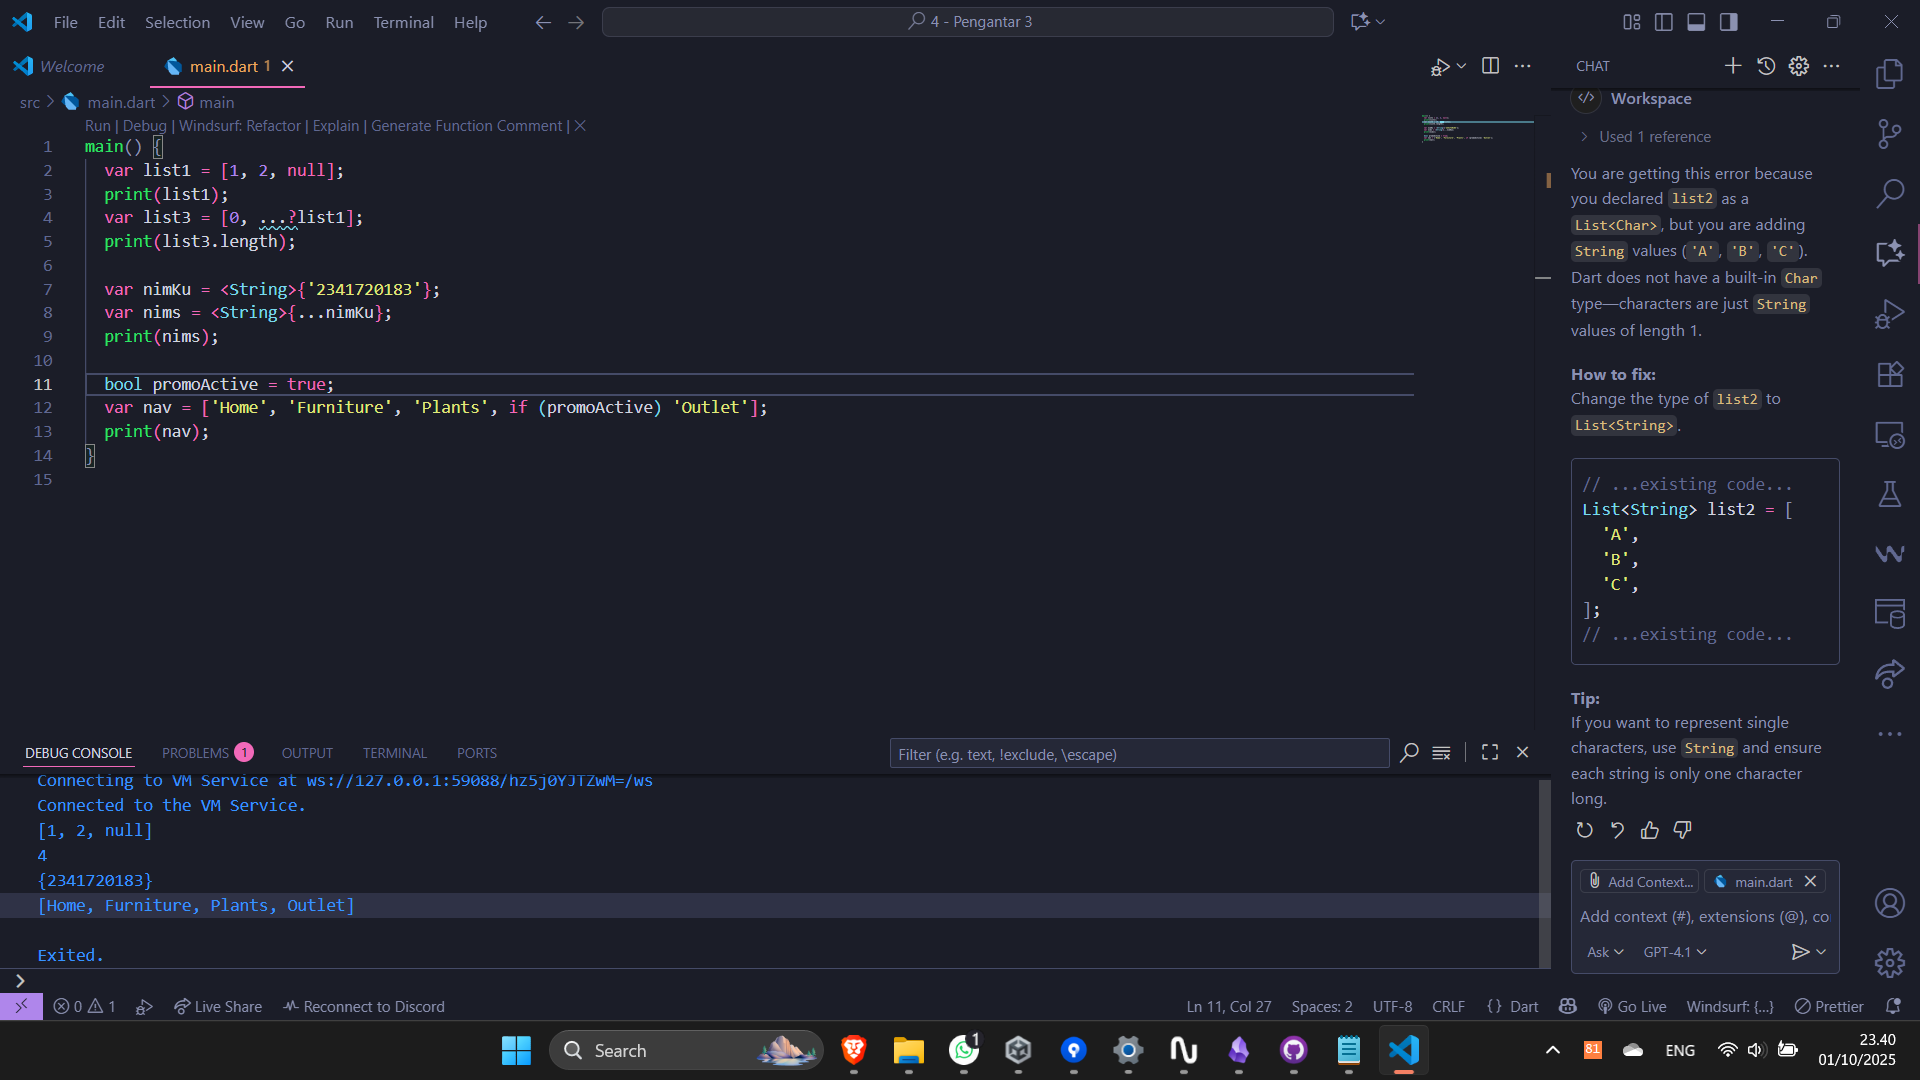 File Edit Selection View Go Run Terminal Help
4 - Pengantar 3
Welcome
main.dart 1
src > main.dart > main
Run | Debug | Windsurf: Refactor | Explain | Generate Function Comment | X
1 main() {
2 var list1 = [1, 2, null];
3 print(list1);
4 var list3 = [0, ...?list1];
5 print(list3.length);
6
7 var nimKu = <String>{'2341720183'};
8 var nims = <String>{...nimKu};
9 print(nims);
10
11 bool promoActive = true;
12 var nav = ['Home', 'Furniture', 'Plants', if (promoActive) 'Outlet'];
13 print(nav);
14 }
15
DEBUG CONSOLE PROBLEMS 1 OUTPUT TERMINAL PORTS
Filter (e.g. text, !exclude, \escape)
Connecting to VM Service at ws://127.0.0.1:59088/hz5j0YJTZwM=/ws
Connected to the VM Service.
[1, 2, null]
4
{2341720183}
[Home, Furniture, Plants, Outlet]
Exited.
CHAT
Workspace
Used 1 reference
You are getting this error because
you declared list2 as a
List<Char>, but you are adding
String values ('A', 'B', 'C').
Dart does not have a built-in Char
type—characters are just String
values of length 1.
How to fix:
Change the type of list2 to
List<String>.
// ...existing code...
List<String> list2 = [
'A',
'B',
'C',
];
// ...existing code...
Tip:
If you want to represent single
characters, use String and ensure
each string is only one character
long.
Add Context... main.dart
Add context (#), extensions (@), co
Ask GPT-4.1
0 1 Live Share Reconnect to Discord
Ln 11, Col 27 Spaces: 2 UTF-8 CRLF {} Dart Go Live Windsurf: {...} Prettier
Search
1
81
ENG
23.40
01/10/2025